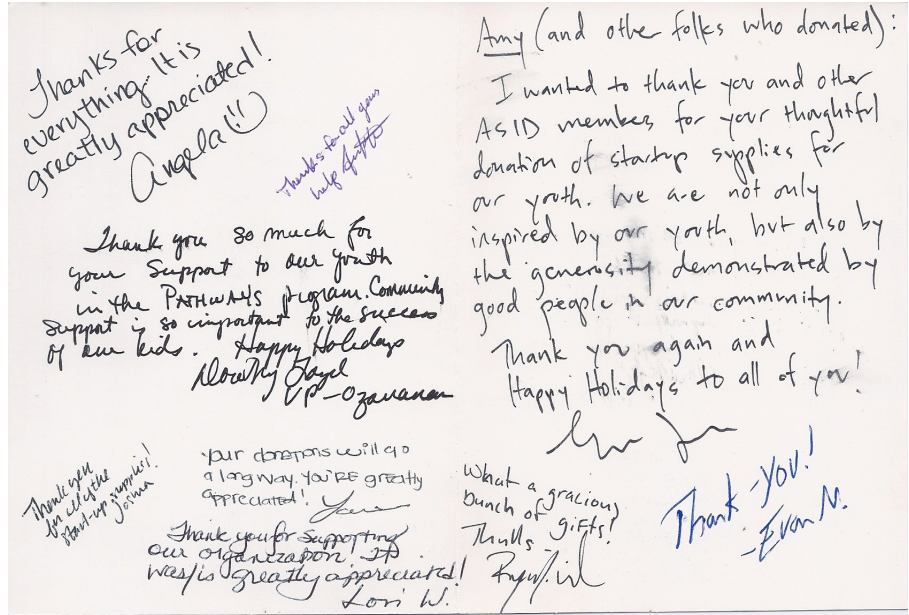 Thanks for
everything. It is
greatly appreciated!
Angela :)
Thanks for all your
help
Thank you so much for
your support to our youth
in the PATHWAYS program. Community
support is so important to the success
of our kids. Happy Holidays
Dorothy
VP-Ozanam
Thank you
for all the
start-up supplies!
your donations will go
a long way. You'RE greatly
appreciated!
Thank you for supporting
our organization. It
was/is greatly appreciated!
Lori W.
Amy (and other folks who donated):
I wanted to thank you and other
ASID members for your thoughtful
donation of startup supplies for
our youth. We are not only
inspired by our youth, but also by
the generosity demonstrated by
good people in our community.
Thank you again and
Happy Holidays to all of you!
What a gracious
bunch of gifts!
Thank-You!
-Evan N.